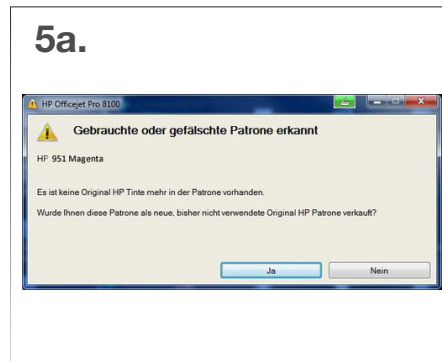 5a.
HP Officejet Pro 8100
Gebrauchte oder gefälschte Patrone erkannt
HP 951 Magenta
Es ist keine Original HP Tinte mehr in der Patrone vorhanden.
Wurde Ihnen diese Patrone als neue, bisher nicht verwendete Original HP Patrone verkauft?
Ja Nein